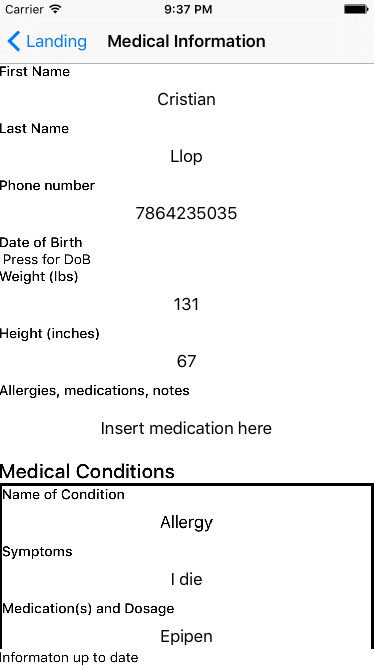 Carrier 9:37 PM
Landing Medical Information
First Name
Cristian
Last Name
Llop
Phone number
7864235035
Date of Birth
Press for DoB
Weight (lbs)
131
Height (inches)
67
Allergies, medications, notes
Insert medication here
Medical Conditions
Name of Condition
Allergy
Symptoms
I die
Medication(s) and Dosage
Epipen
Informaton up to date